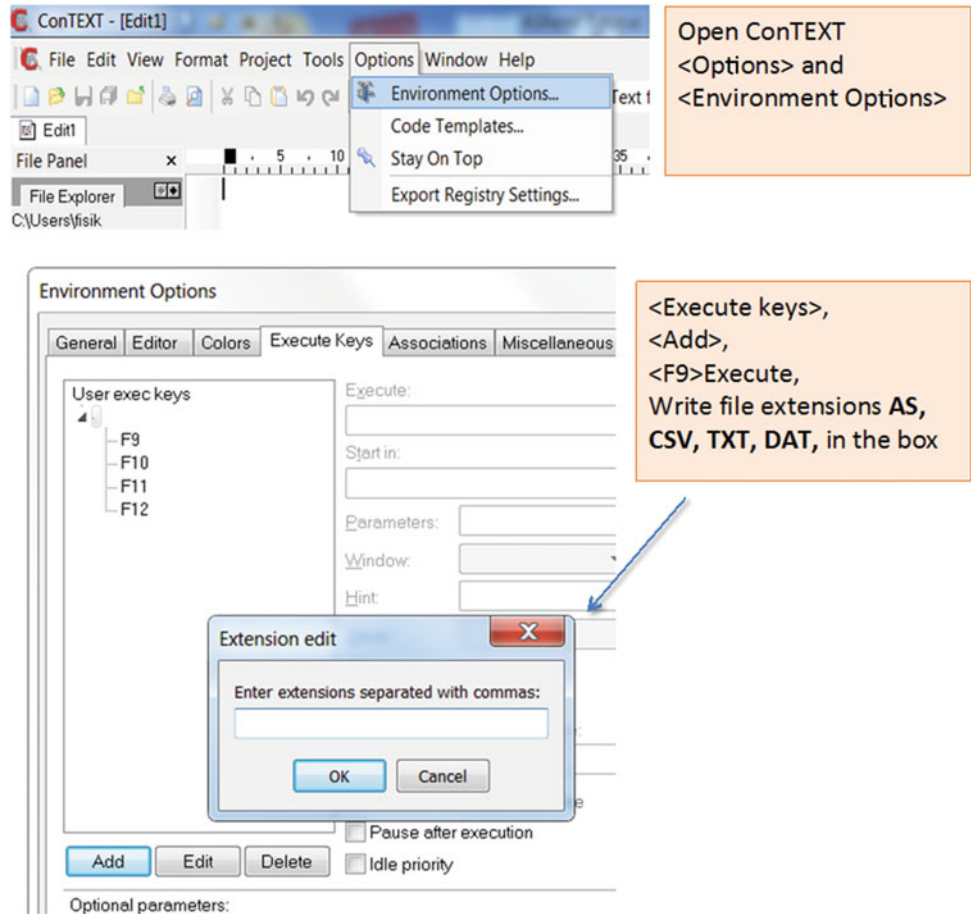 ConTEXT - [Edit1]
File Edit View Format Project Tools Options Window Help
Environment Options...
Code Templates...
Stay On Top
Export Registry Settings...
Text f
Edit1
File Panel x
5 10 35
File Explorer
C:\Users\fisik
Open ConTEXT
<Options> and
<Environment Options>
Environment Options
General Editor Colors Execute Keys Associations Miscellaneous
User exec keys
F9
F10
F11
F12
Execute:
Start in:
Parameters:
Window:
Hint:
Extension edit
Enter extensions separated with commas:
OK Cancel
Pause after execution
Idle priority
Add Edit Delete
Optional parameters:
<Execute keys>,
<Add>,
<F9>Execute,
Write file extensions AS,
CSV, TXT, DAT, in the box